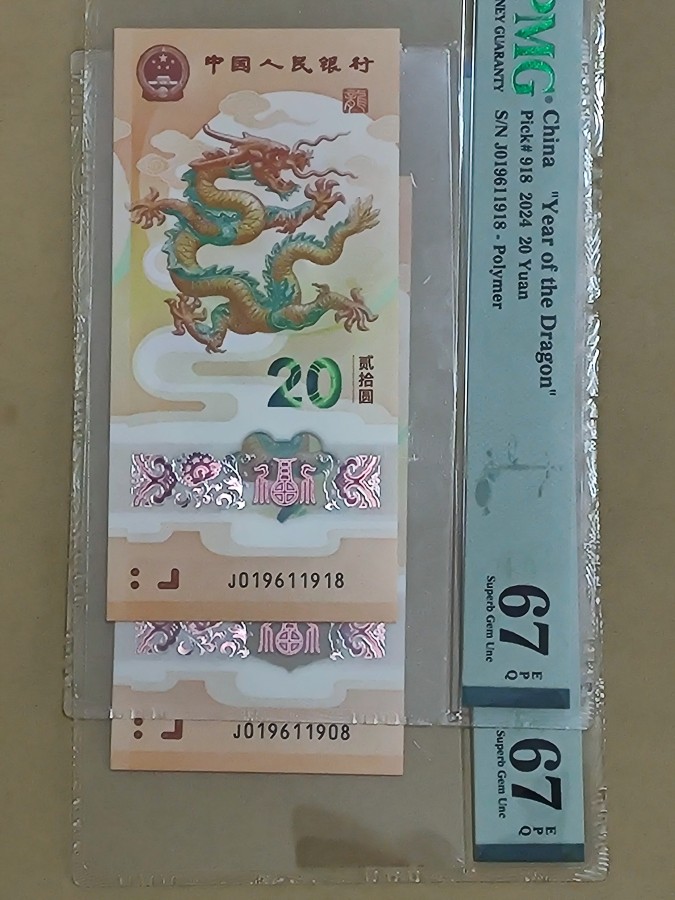 中国人民银行
龍
20
贰拾圆
J019611918
J019611908
PMG®
NEY GUARANTY
China "Year of the Dragon"
Pick# 918 2024 20 Yuan
S/N J019611918 - Polymer
67 EPQ
Superb Gem Unc
67 EPQ
Superb Gem Unc